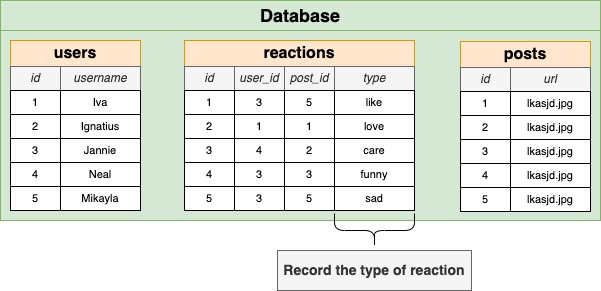 Database
users
id username
1 Iva
2 Ignatius
3 Jannie
4 Neal
5 Mikayla
reactions
id user_id post_id type
1 3 5 like
2 1 1 love
3 4 2 care
4 3 3 funny
5 3 5 sad
posts
id url
1 lkasjd.jpg
2 lkasjd.jpg
3 lkasjd.jpg
4 lkasjd.jpg
5 lkasjd.jpg
Record the type of reaction